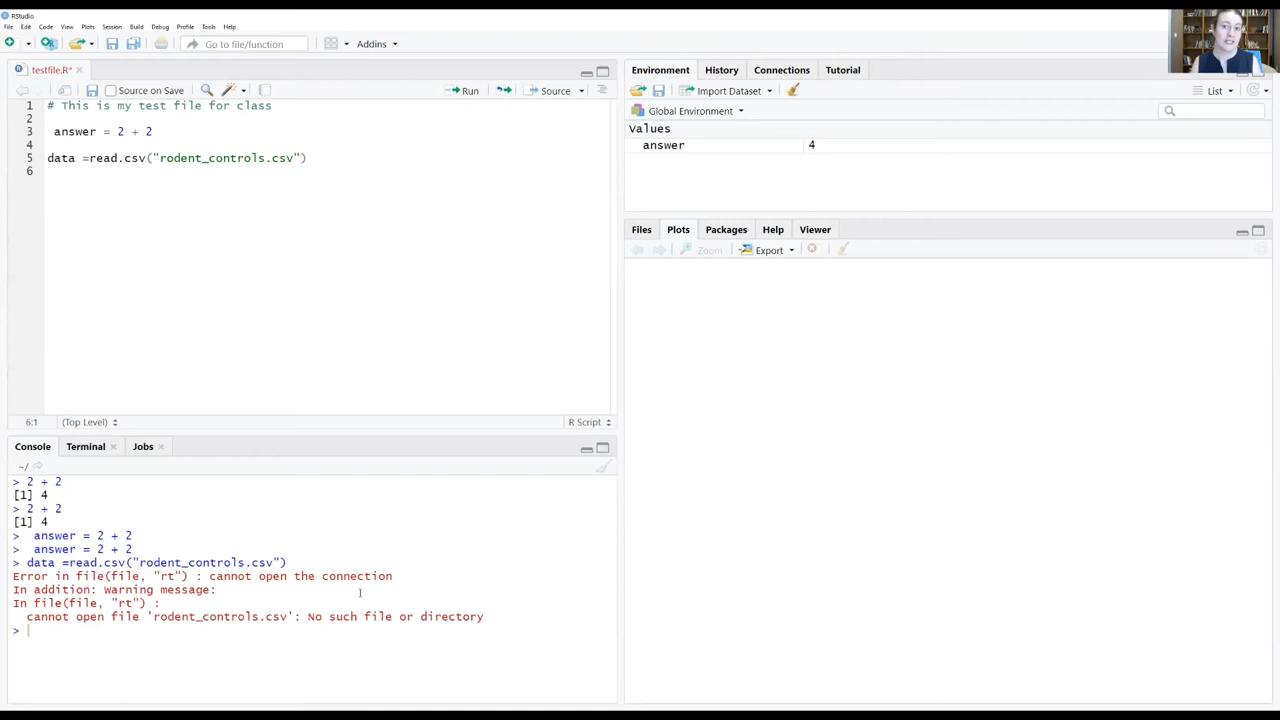 RStudio
File Edit Code View Plots Session Build Debug Profile Tools Help
Go to file/function Addins
testfile.R*
Source on Save Run Source
1 # This is my test file for class
2
3 answer = 2 + 2
4
5 data =read.csv("rodent_controls.csv")
6
6:1 (Top Level) R Script
Console Terminal Jobs
~/
> 2 + 2
[1] 4
> 2 + 2
[1] 4
> answer = 2 + 2
> answer = 2 + 2
> data =read.csv("rodent_controls.csv")
Error in file(file, "rt") : cannot open the connection
In addition: Warning message:
In file(file, "rt") :
cannot open file 'rodent_controls.csv': No such file or directory
>
Environment History Connections Tutorial
Import Dataset List
Global Environment
Values
answer 4
Files Plots Packages Help Viewer
Zoom Export